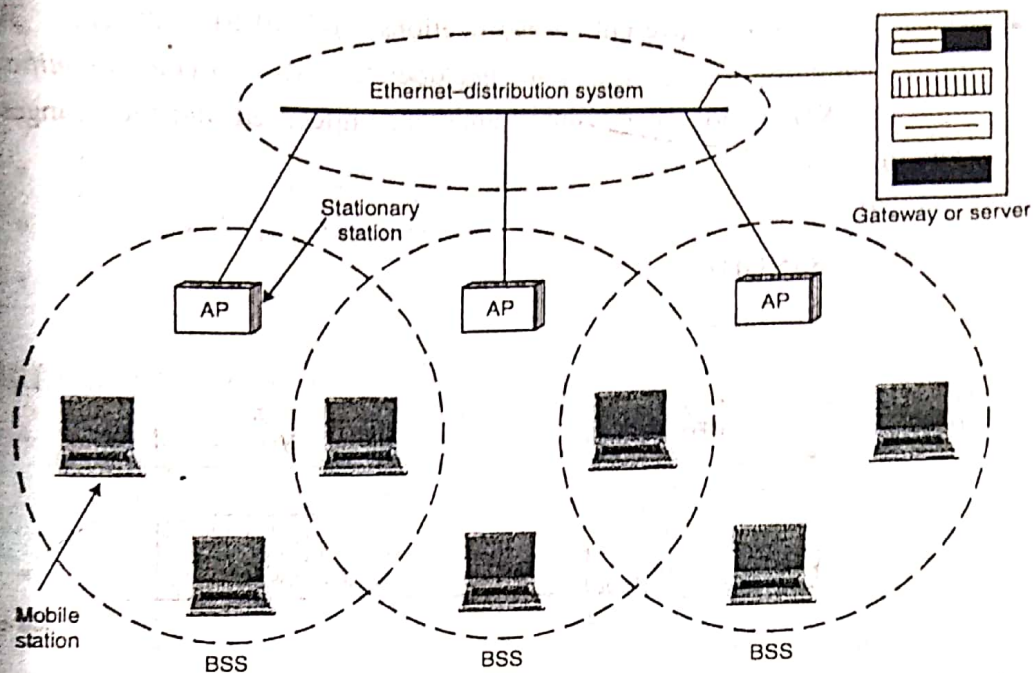 Ethernet–distribution system
Gateway or server
Stationary
station
AP
AP
AP
Mobile
station
BSS
BSS
BSS